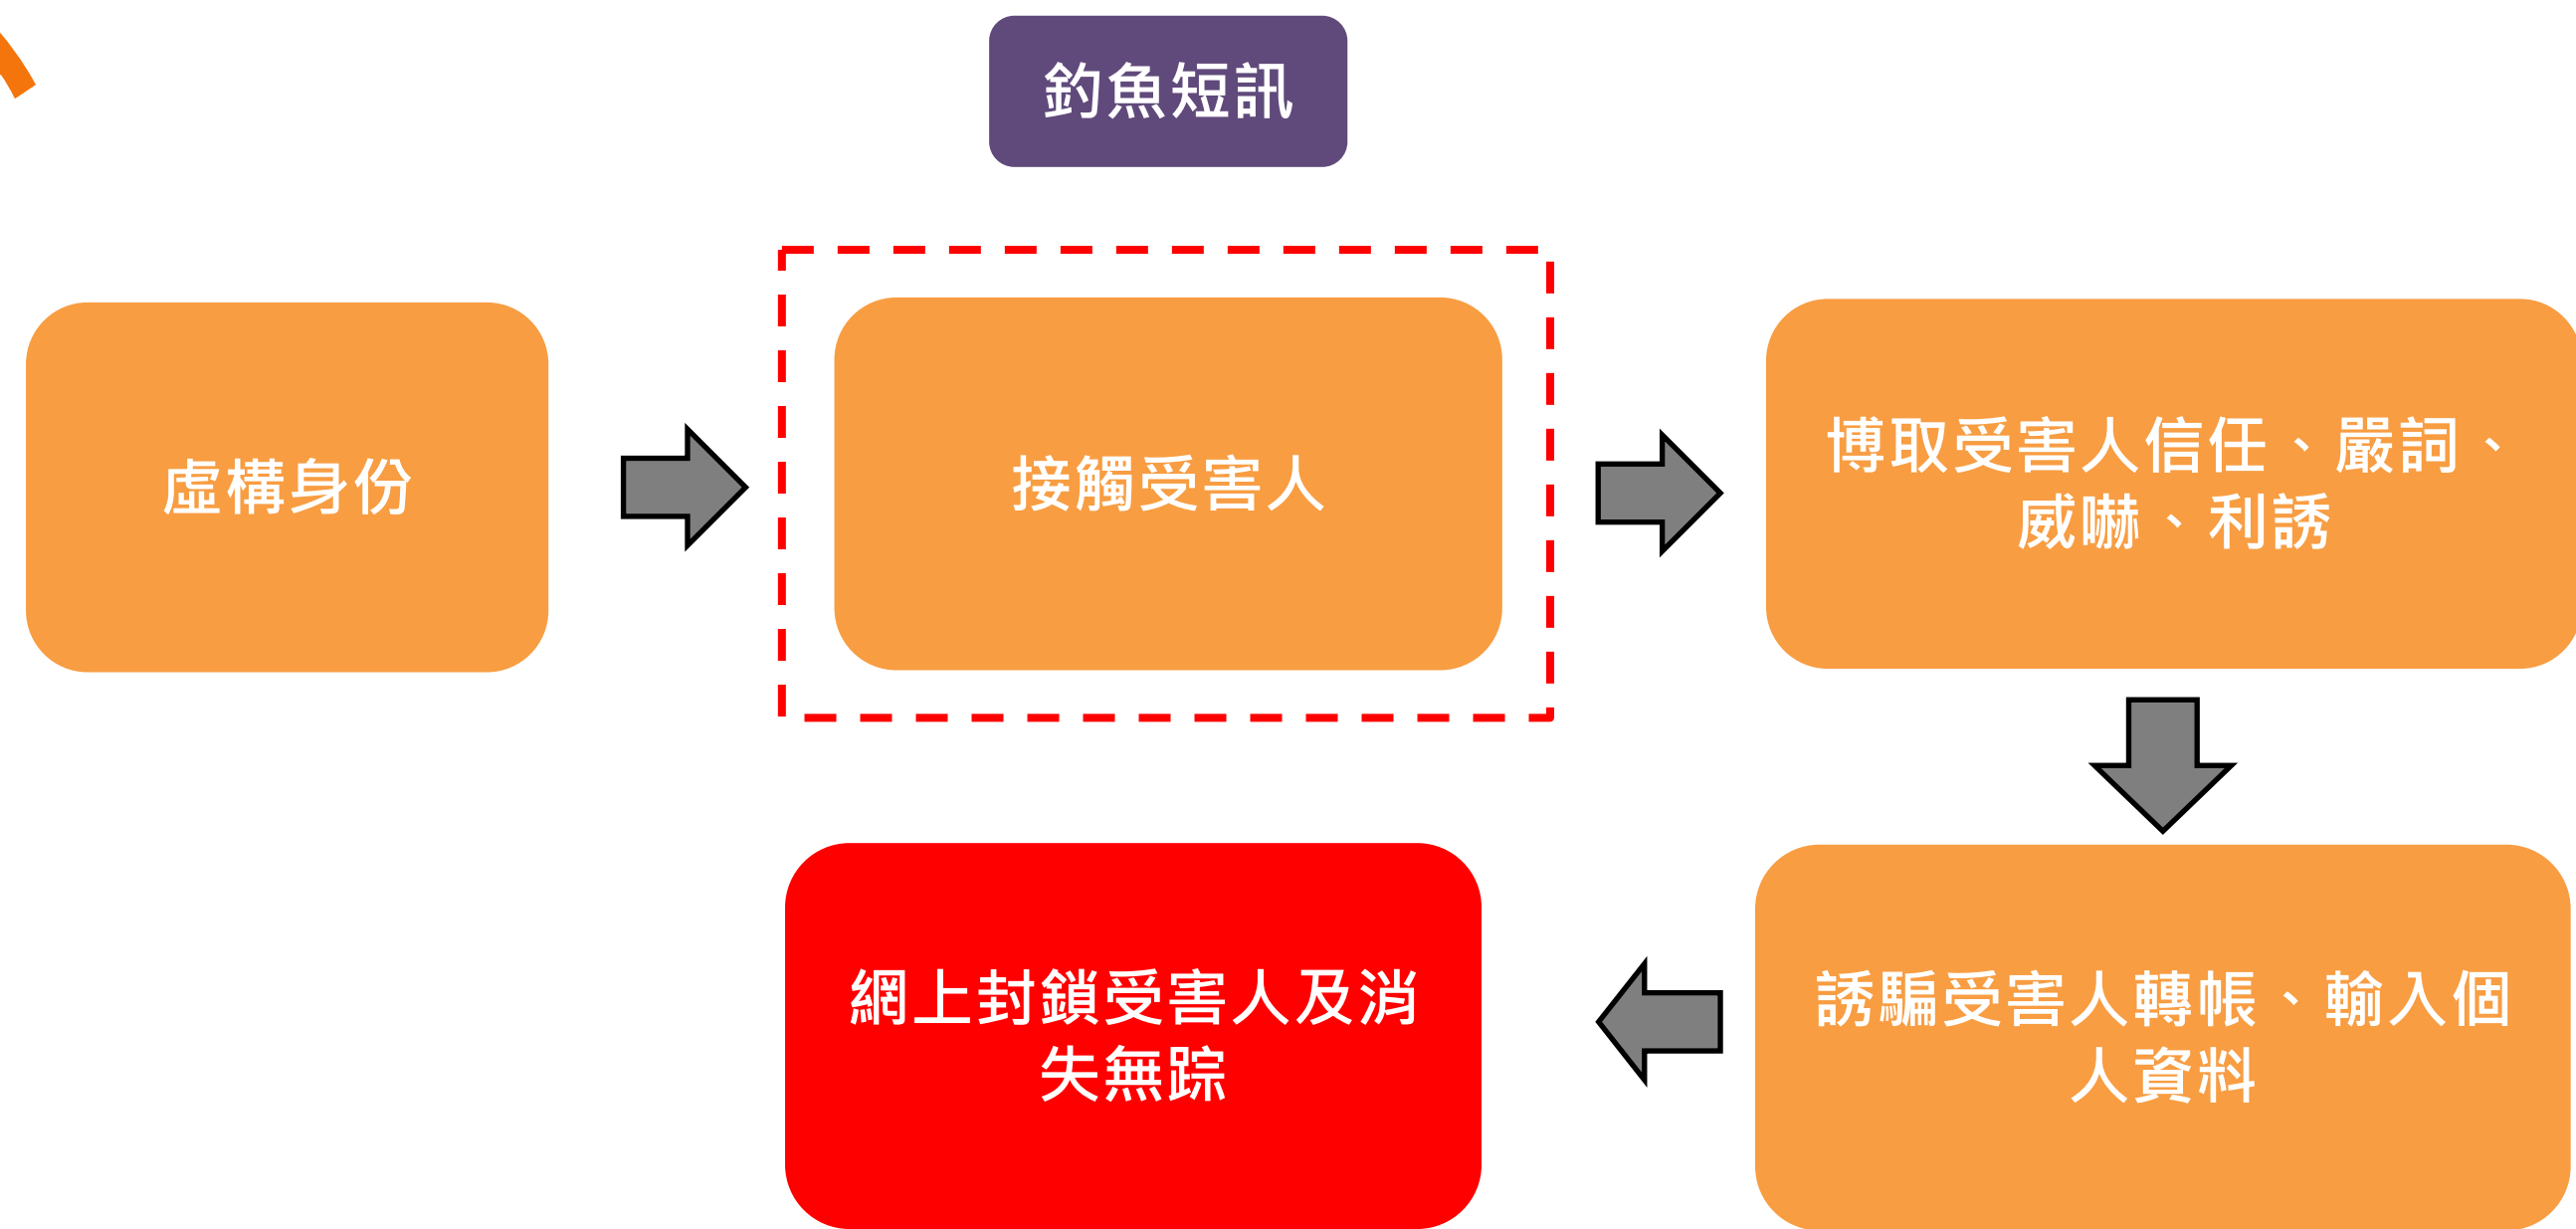 釣魚短訊
虛構身份
接觸受害人
博取受害人信任、嚴詞、
威嚇、利誘
誘騙受害人轉帳、輸入個
人資料
網上封鎖受害人及消
失無踪